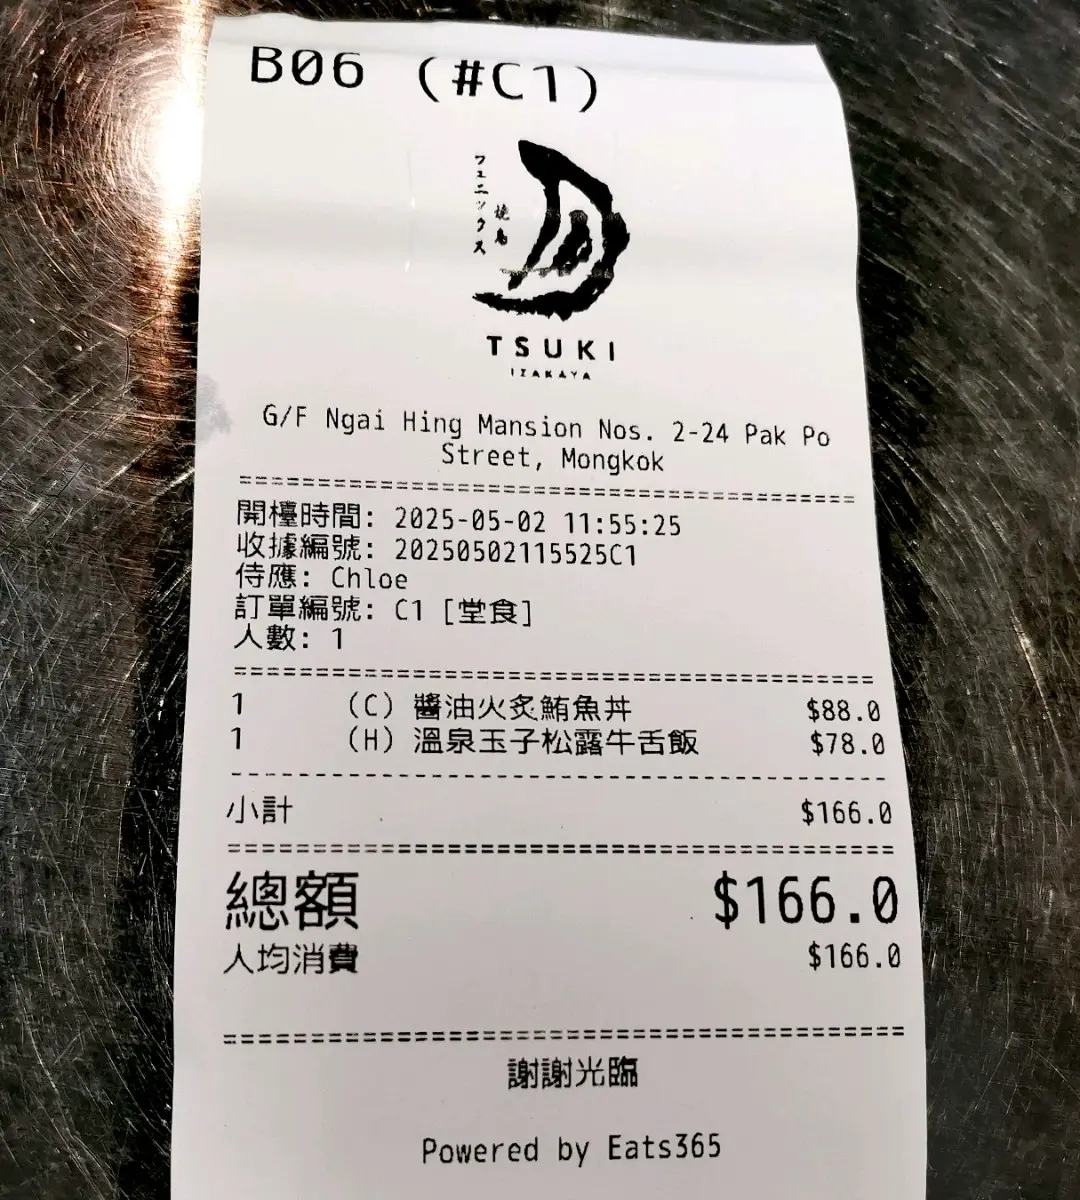 B06 (#C1)
フェニックス
焼鳥
TSUKI
IZAKAYA
G/F Ngai Hing Mansion Nos. 2-24 Pak Po
Street, Mongkok
開檯時間: 2025-05-02 11:55:25
收據編號: 20250502115525C1
侍應: Chloe
訂單編號: C1 [堂食]
人數: 1
1 (C) 醬油火炙鮪魚丼 $88.0
1 (H) 溫泉玉子松露牛舌飯 $78.0
小計 $166.0
總額 $166.0
人均消費 $166.0
謝謝光臨
Powered by Eats365